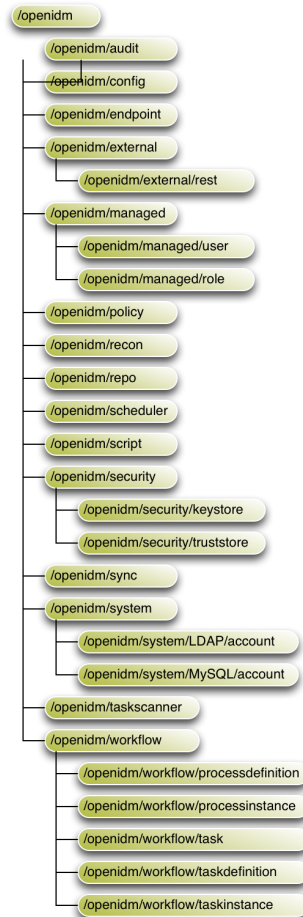 /openidm
/openidm/audit
/openidm/config
/openidm/endpoint
/openidm/external
/openidm/external/rest
/openidm/managed
/openidm/managed/user
/openidm/managed/role
/openidm/policy
/openidm/recon
/openidm/repo
/openidm/scheduler
/openidm/script
/openidm/security
/openidm/security/keystore
/openidm/security/truststore
/openidm/sync
/openidm/system
/openidm/system/LDAP/account
/openidm/system/MySQL/account
/openidm/taskscanner
/openidm/workflow
/openidm/workflow/processdefinition
/openidm/workflow/processinstance
/openidm/workflow/task
/openidm/workflow/taskdefinition
/openidm/workflow/taskinstance